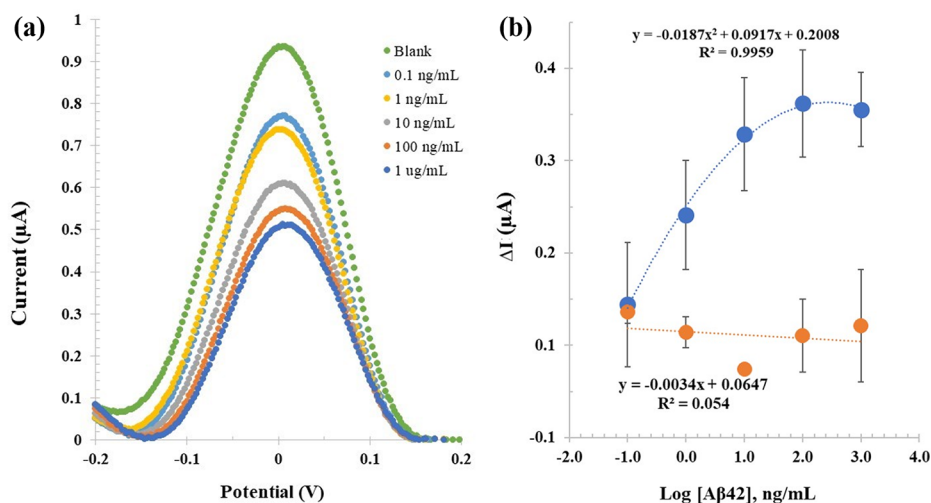 (a)
1
0.9
0.8
0.7
0.6
0.5
0.4
0.3
0.2
0.1
0
Current (µA)
-0.2
-0.1
0
0.1
0.2
Potential (V)
Blank
0.1 ng/mL
1 ng/mL
10 ng/mL
100 ng/mL
1 ug/mL
(b)
y = -0.0187x² + 0.0917x + 0.2008
R² = 0.9959
0.4
0.3
0.2
0.1
-0.1
ΔI (µA)
y = -0.0034x + 0.0647
R² = 0.054
-2.0
-1.0
0.0
1.0
2.0
3.0
4.0
Log [Aβ42], ng/mL